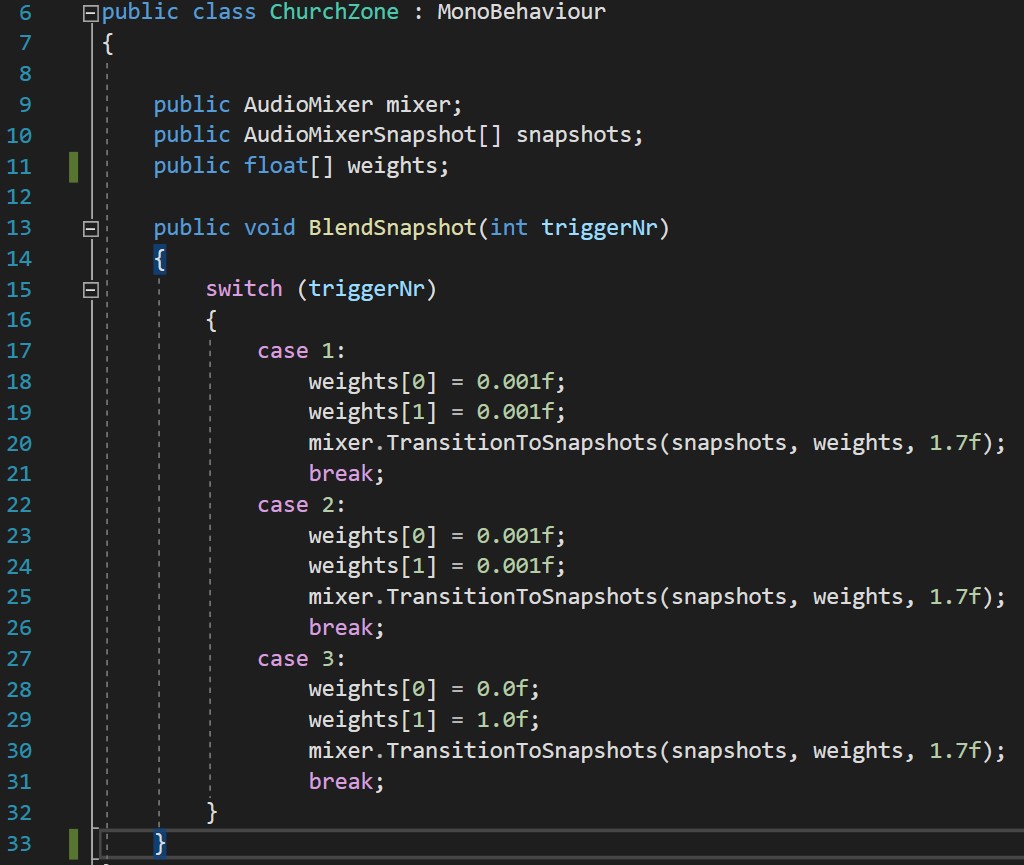 6 public class ChurchZone : MonoBehaviour
7 {
8
9 public AudioMixer mixer;
10 public AudioMixerSnapshot[] snapshots;
11 public float[] weights;
12
13 public void BlendSnapshot(int triggerNr)
14 {
15 switch (triggerNr)
16 {
17 case 1:
18 weights[0] = 0.001f;
19 weights[1] = 0.001f;
20 mixer.TransitionToSnapshots(snapshots, weights, 1.7f);
21 break;
22 case 2:
23 weights[0] = 0.001f;
24 weights[1] = 0.001f;
25 mixer.TransitionToSnapshots(snapshots, weights, 1.7f);
26 break;
27 case 3:
28 weights[0] = 0.0f;
29 weights[1] = 1.0f;
30 mixer.TransitionToSnapshots(snapshots, weights, 1.7f);
31 break;
32 }
33 }